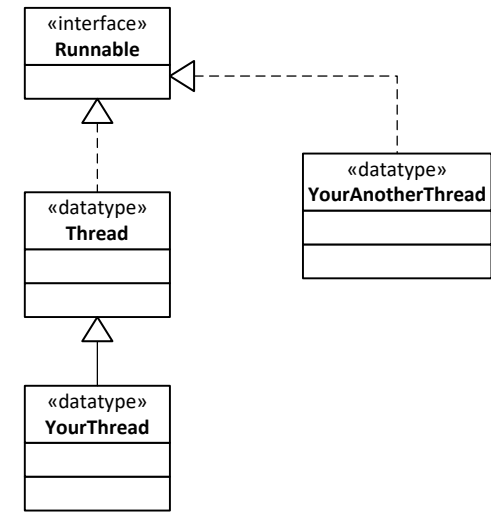 «interface»
Runnable
«datatype»
YourAnotherThread
«datatype»
Thread
«datatype»
YourThread